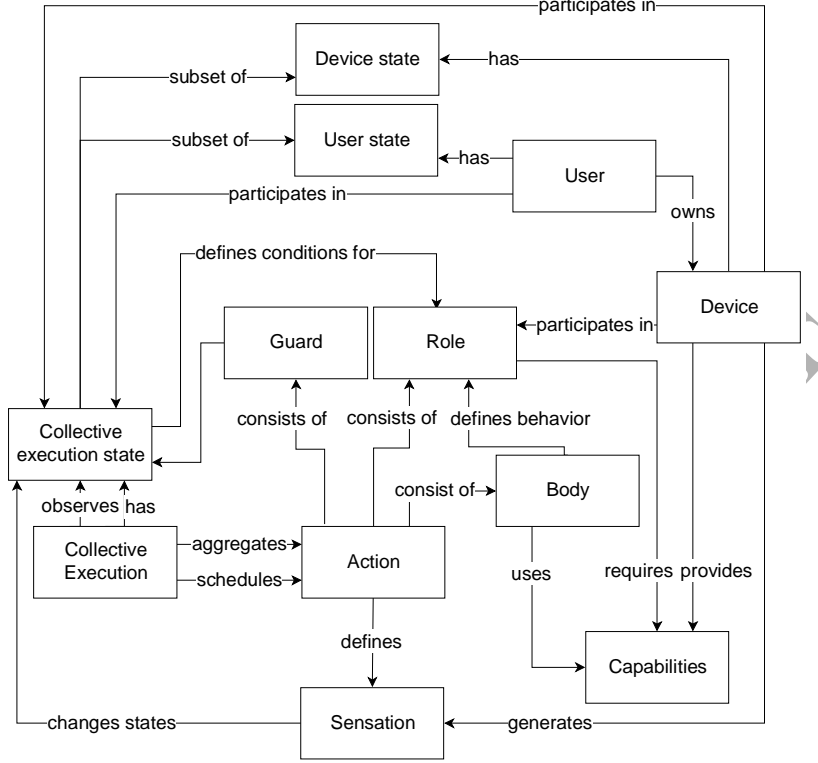 participates in
Device state
has
subset of
User state
subset of
has
User
participates in
owns
defines conditions for
Device
Guard
Role
participates in
consists of
consists of
defines behavior
Collective
execution state
consist of
Body
observes
has
Collective
Execution
aggregates
schedules
Action
uses
requires
provides
defines
Capabilities
changes states
Sensation
generates